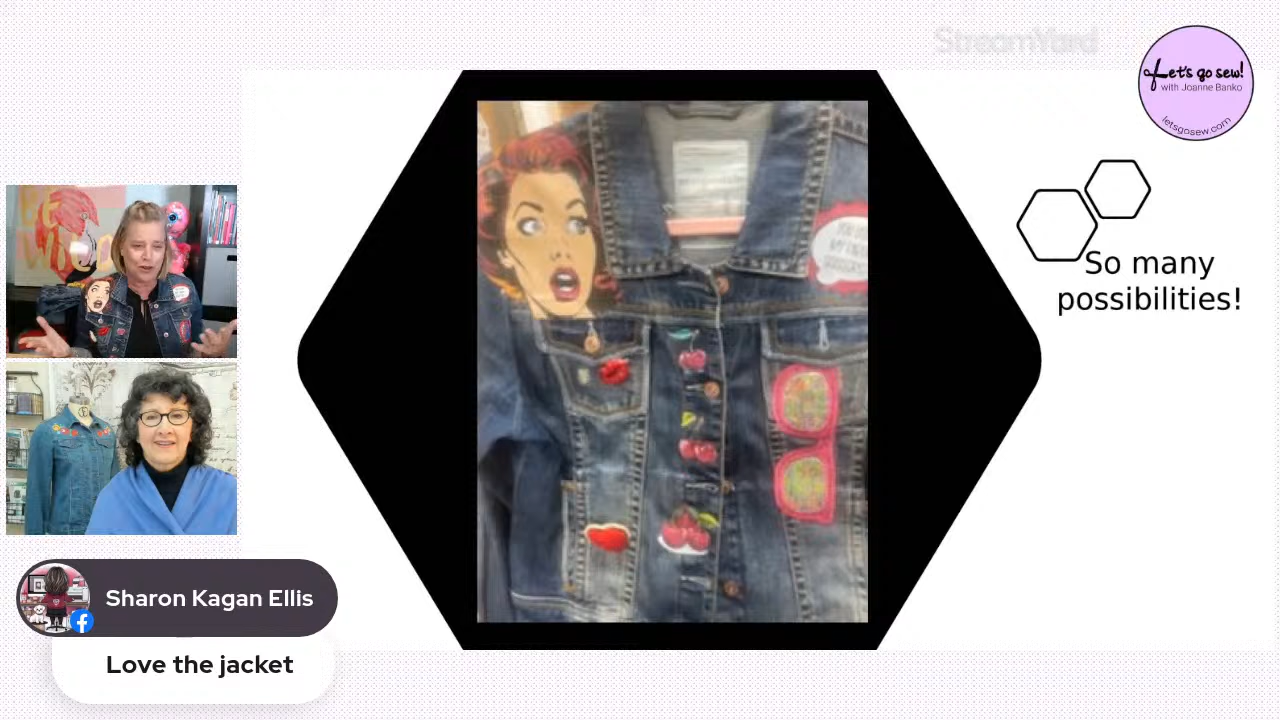 StreamYard
Let's go sew!
with Joanne Banko
letsgosew.com
So many
possibilities!
Sharon Kagan Ellis
Love the jacket